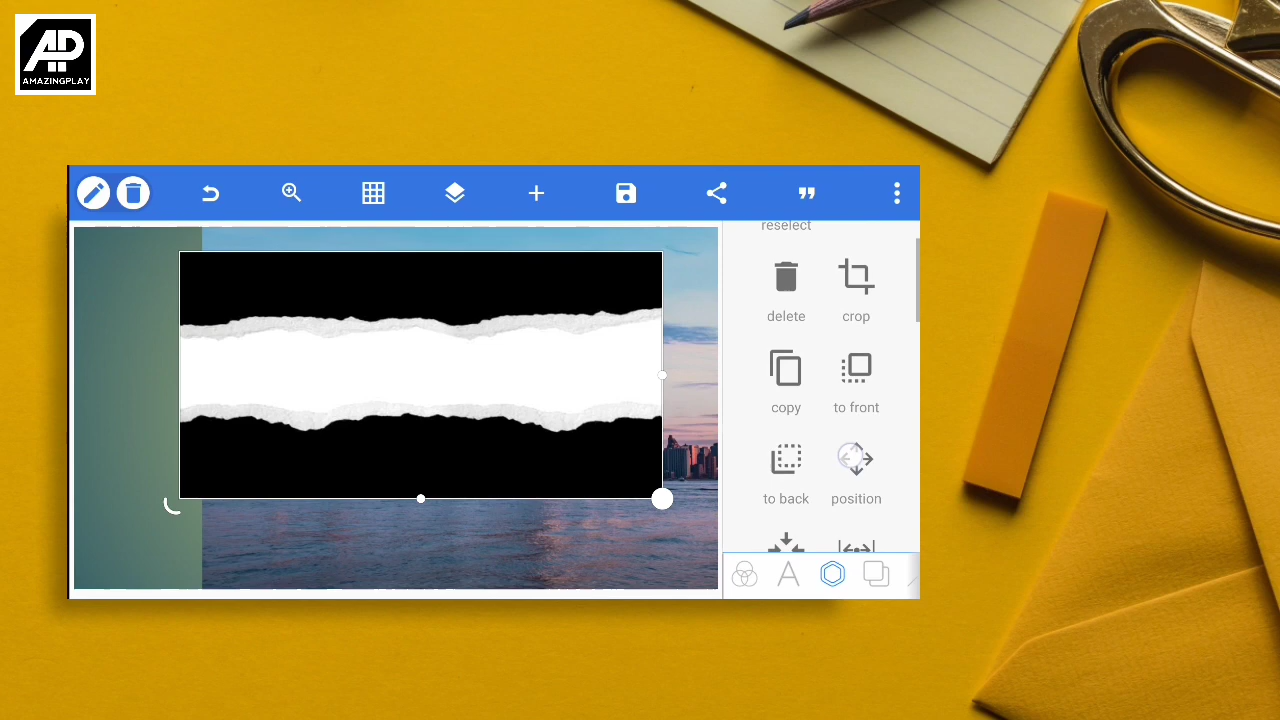 AP
AMAZINGPLAY
reselect
delete
crop
copy
to front
to back
position
A